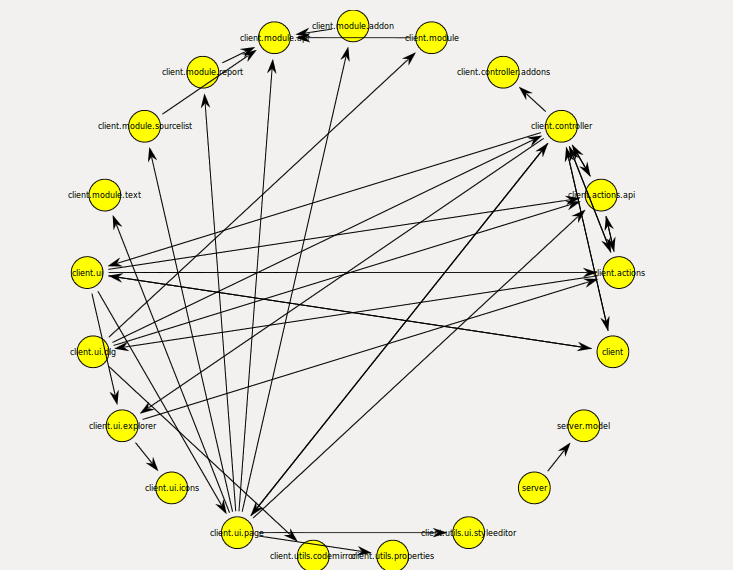 client.module.addon
client.module.api
client.module
client.module.report
client.controller.addons
client.module.sourcelist
client.controller
client.module.text
client.actions.api
client.ui
client.actions
client.ui.dlg
client
client.ui.explorer
server.model
client.ui.icons
server
client.ui.page
client.utils.ui.styleeditor
client.utils.codemirror
client.utils.properties